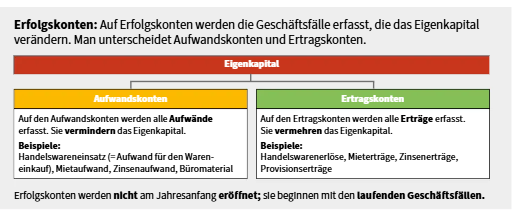 Erfolgskonten: Auf Erfolgskonten werden die Geschäftsfälle erfasst, die das Eigenkapital
verändern. Man unterscheidet Aufwandskonten und Ertragskonten.
Eigenkapital
Aufwandskonten
Auf den Aufwandskonten werden alle Aufwände
erfasst. Sie vermindern das Eigenkapital.
Beispiele:
Handelswareneinsatz (= Aufwand für den Waren-
einkauf), Mietaufwand, Zinsenaufwand, Büromaterial
Ertragskonten
Auf den Ertragskonten werden alle Erträge erfasst.
Sie vermehren das Eigenkapital.
Beispiele:
Handelswarenerlöse, Mieterträge, Zinsenerträge,
Provisionserträge
Erfolgskonten werden nicht am Jahresanfang eröffnet; sie beginnen mit den laufenden Geschäftsfällen.